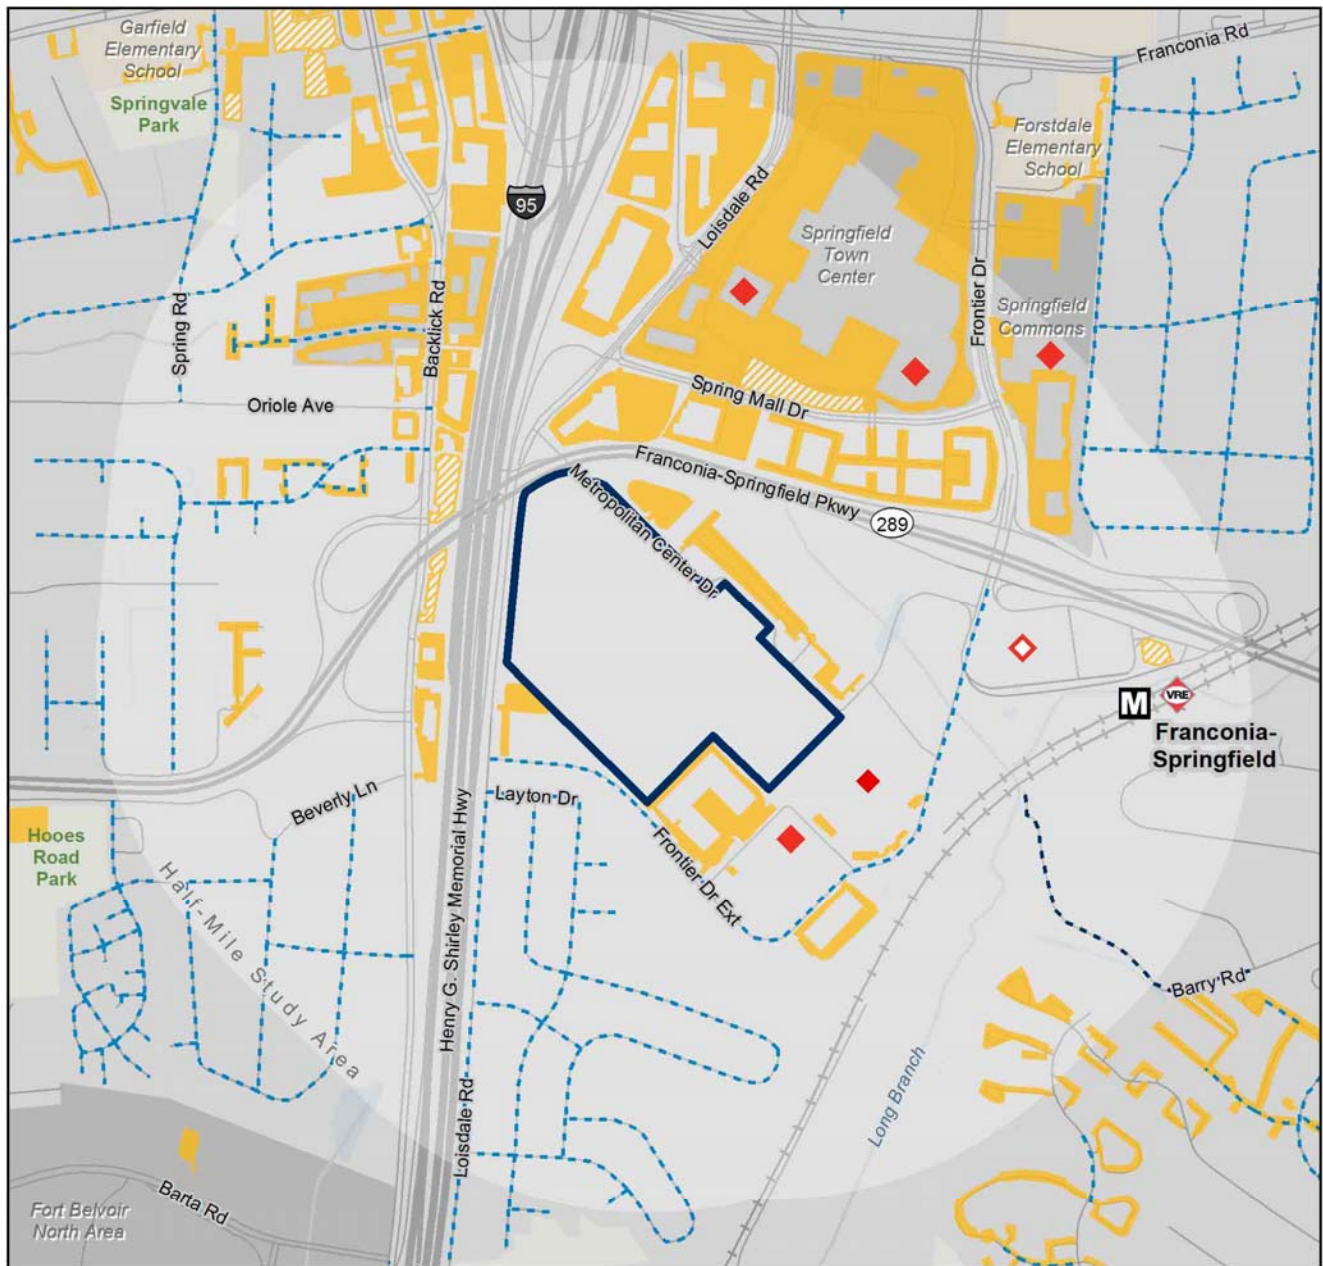 Garfield
Elementary
School
Springvale
Park
Franconia Rd
Forstdale
Elementary
School
95
Loisdale Rd
Springfield
Town
Center
Frontier Dr
Springfield
Commons
Spring Rd
Backlick Rd
Oriole Ave
Spring Mall Dr
Franconia-Springfield Pkwy
289
Metropolitan Center Dr
M
VRE
Franconia-
Springfield
Beverly Ln
Layton Dr
Hooes
Road
Park
Half-Mile Study Area
Henry G. Shirley Memorial Hwy
Frontier Dr Ext
Barry Rd
Long Branch
Loisdale Rd
Barta Rd
Fort Belvoir
North Area